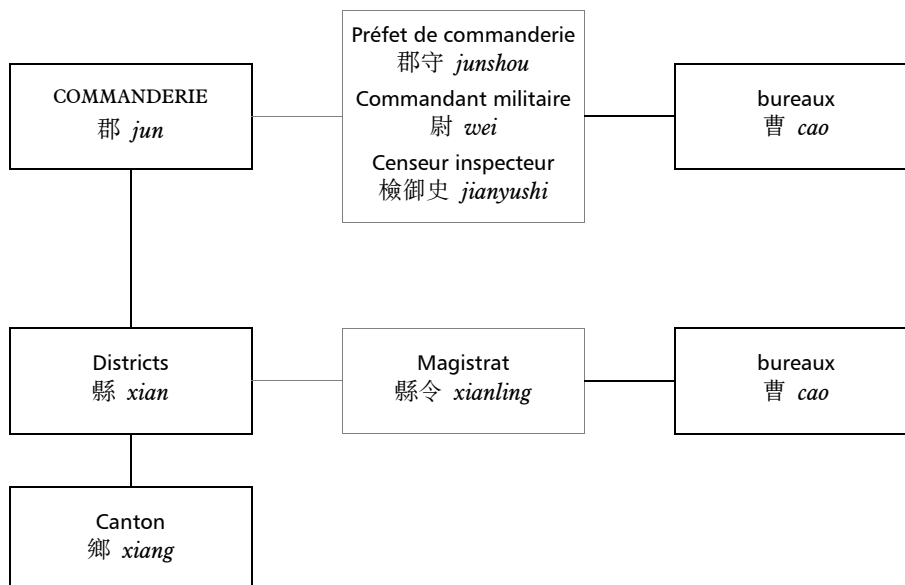 Préfet de commanderie
郡守 junshou
Commandant militaire
尉 wei
Censeur inspecteur
檢御史 jianyushi
COMMANDERIE
郡 jun
bureaux
曹 cao
Districts
縣 xian
Magistrat
縣令 xianling
bureaux
曹 cao
Canton
鄉 xiang